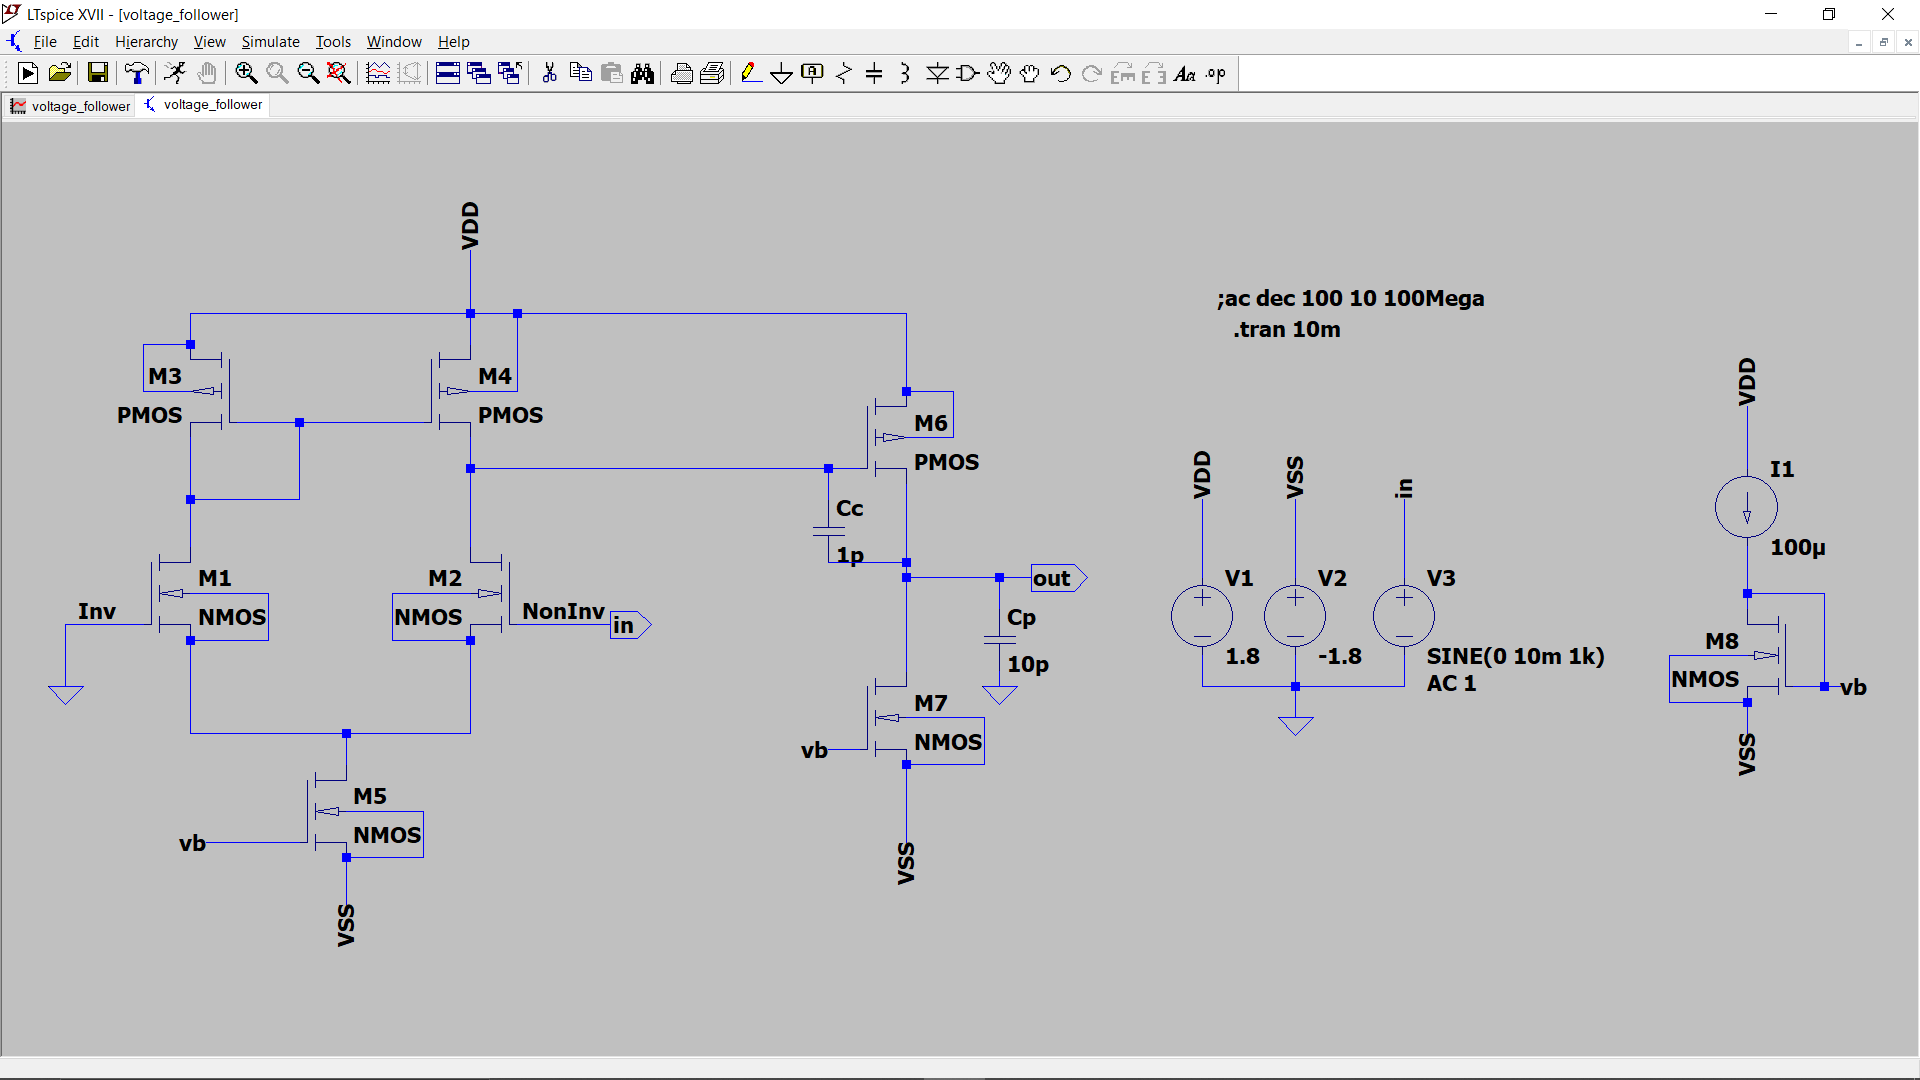 LTspice XVII - [voltage_follower]
File Edit Hierarchy View Simulate Tools Window Help
.op
voltage_follower voltage_follower
VDD
;ac dec 100 10 100Mega
.tran 10m
M3
PMOS
M4
PMOS
M6
PMOS
Cc
1p
M1
NMOS
Inv
M2
NMOS
NonInv
in
out
Cp
10p
M7
NMOS
vb
VSS
M5
NMOS
vb
VSS
VDD
V1
1.8
VSS
V2
-1.8
in
V3
SINE(0 10m 1k)
AC 1
VDD
I1
100µ
M8
NMOS
vb
VSS